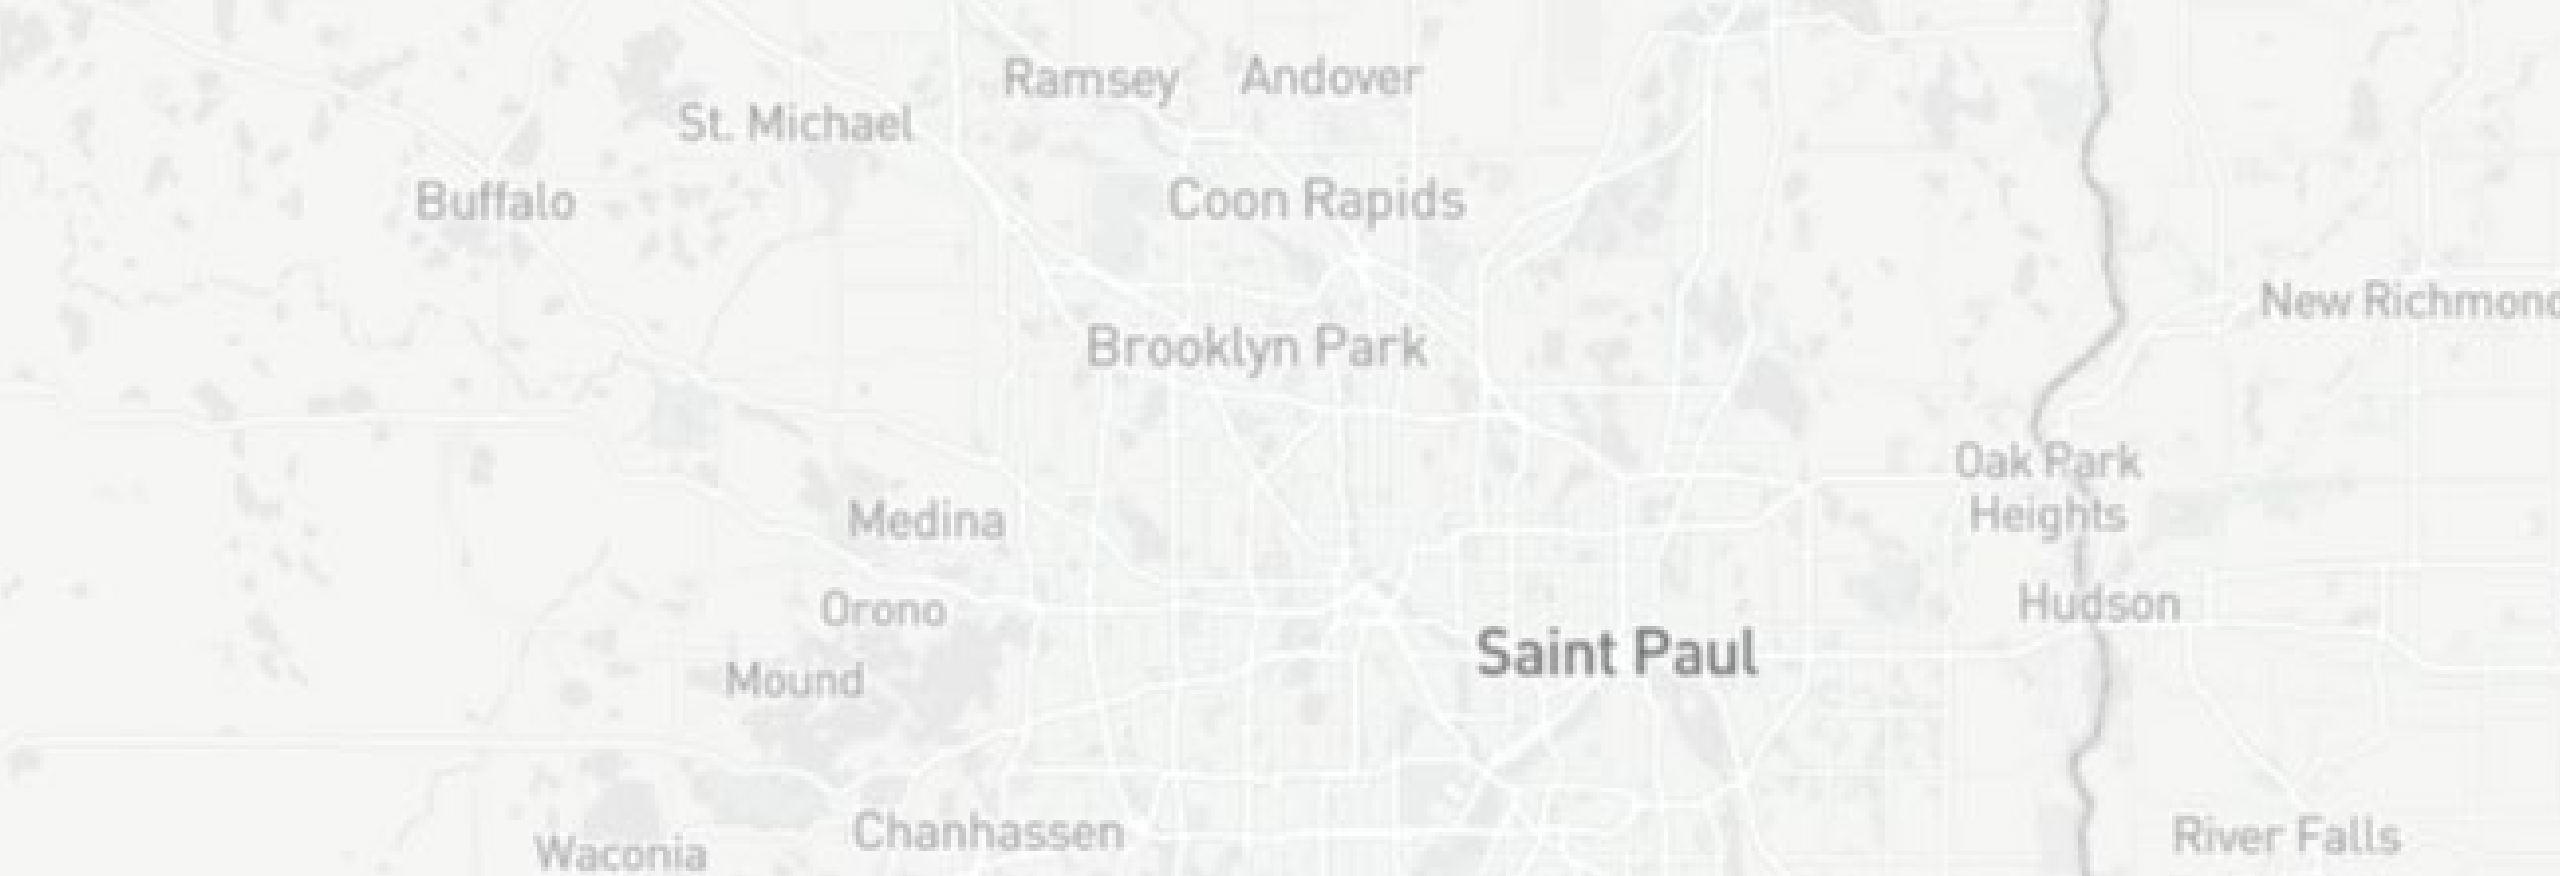 Ramsey
Andover
St. Michael
Buffalo
Coon Rapids
New Richmond
Brooklyn Park
Oak Park
Heights
Medina
Hudson
Orono
Saint Paul
Mound
Chanhassen
River Falls
Waconia